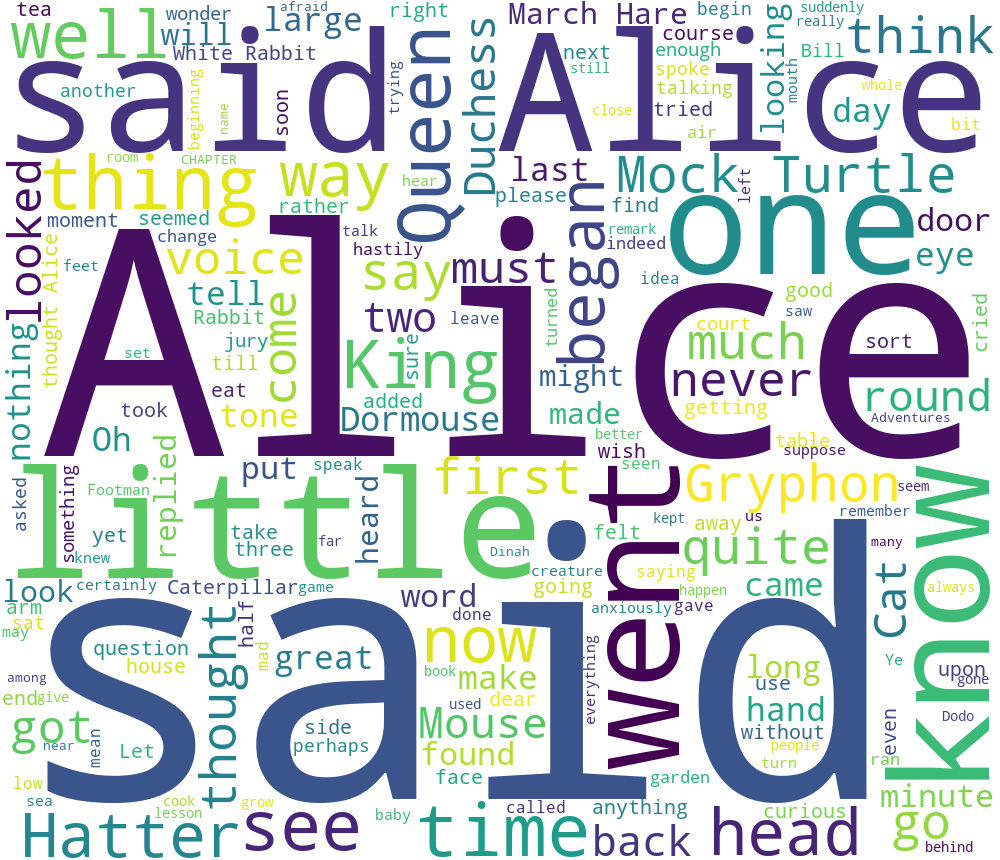 tea
wonder
afraid
right
March Hare
begin
suddenly
well
will
large
Queen
Duchess
course
looking
really
think
White Rabbit
next
enough
Bill
mouth
said Alice
still
spoke
another
beginning
name
soon
trying
talking
whole
close
tried
day
air
bit
room
CHAPTER
looked
thing
way
hear
last
Mock Turtle
left
please
find
one
door
moment
seemed
rather
began
remark
indeed
change
talk
hastily
eye
thought Alice
feet
voice
say
must
idea
tell
come
two
leave
turned
good
saw
cried
Rabbit
court
nothing
jury
King
sure
much
sort
Alice
set
till
eat
added
might
never
round
took
tone
Dormouse
made
getting
Adventures
Oh
better
table
wish
suppose
asked
something
replied
put
speak
first
seen
Gryphon
seem
know
Footman
heard
went
little
yet
take
three
far
felt
kept
away
us
remember
many
knew
Dinah
quite
look
certainly
Caterpillar
game
creature
going
saying
came
Cat
always
arm
sat
half
word
done
anxiously
gave
happen
may
thought
question
house
mad
great
now
said
everything
long
Ye
upon
gone
among
end
give
book
make
used
dear
use
hand
Dodo
got
near
mean
Let
side
perhaps
Mouse
found
without
people
turn
even
ran
low
face
garden
sea
cook
lesson
grow
baby
called
anything
curious
minute
Hatter
see
time
back
head
go
behind